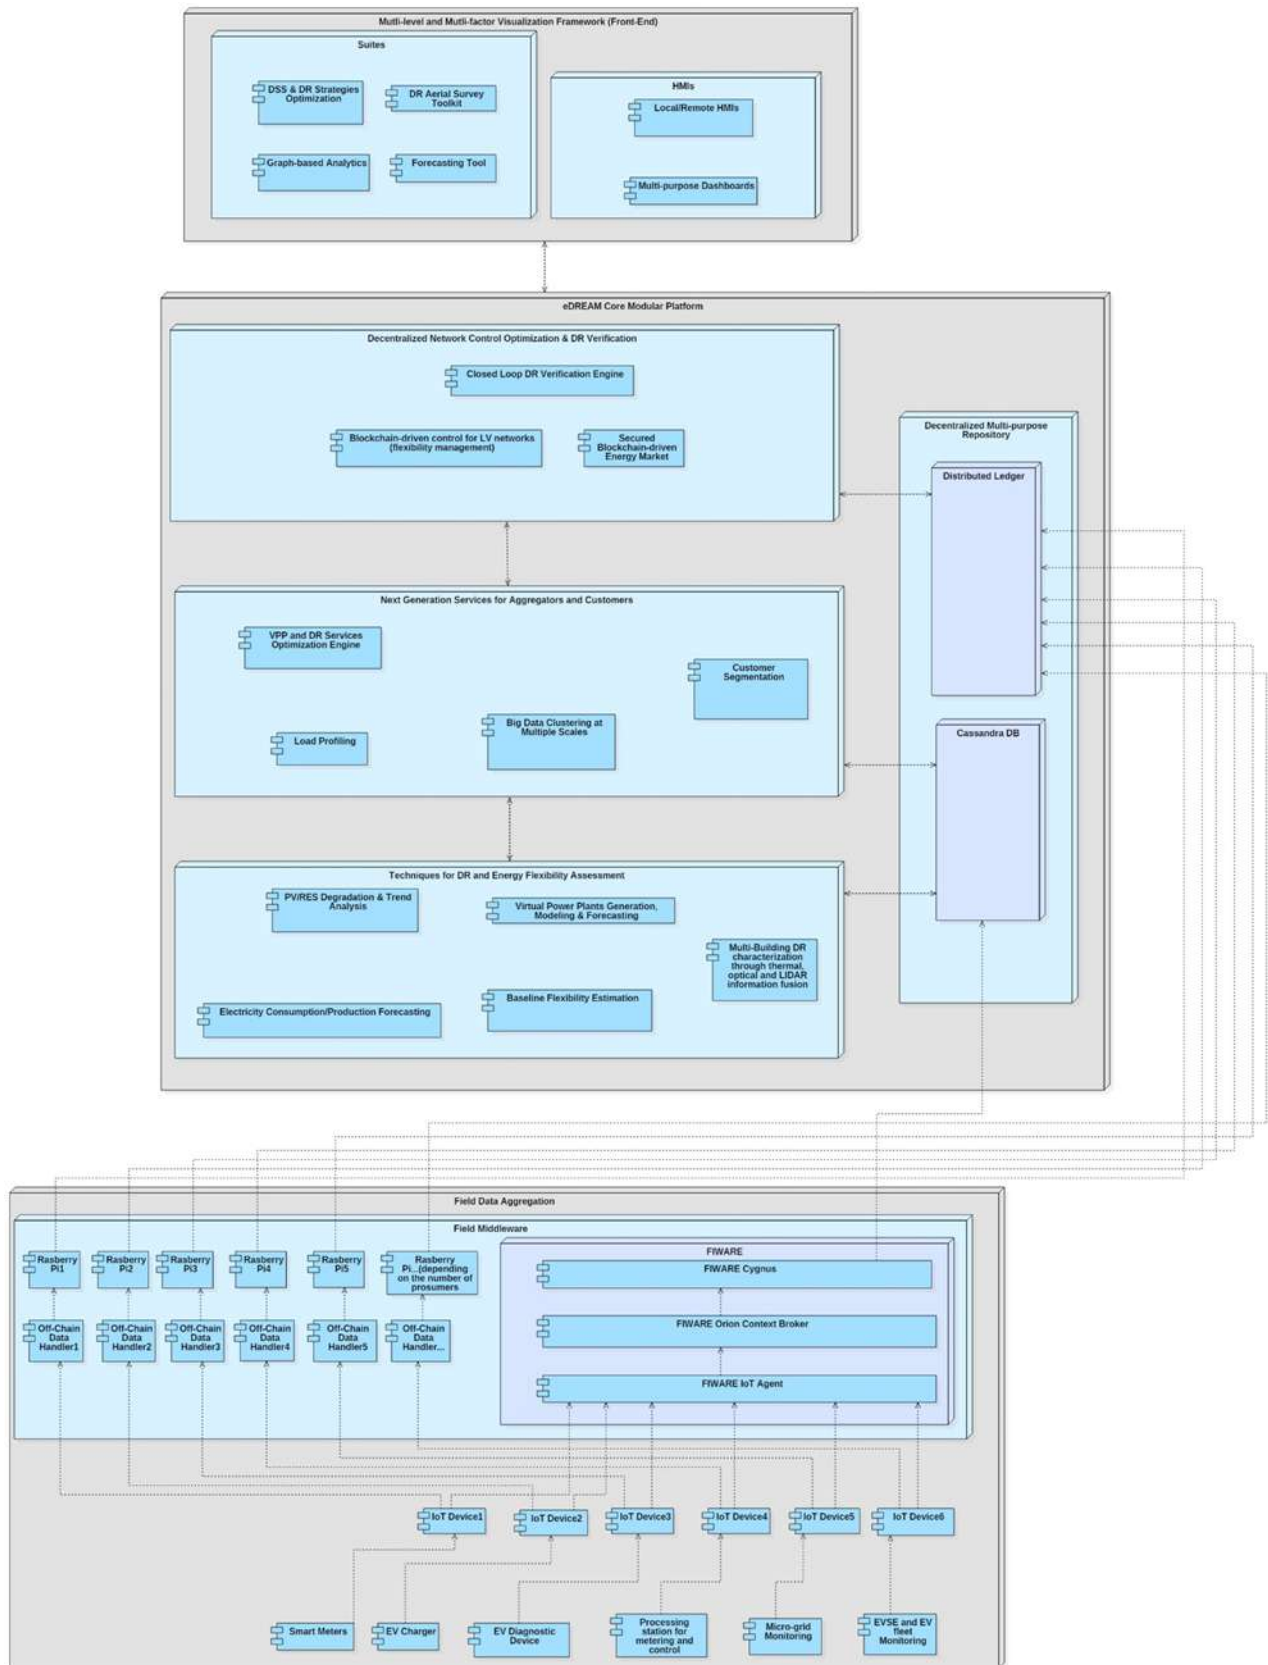 Mutli-level and Mutli-factor Visualization Framework (Front-End)
Suites
DSS & DR Strategies
Optimization
DR Aerial Survey
Toolkit
Graph-based Analytics
Forecasting Tool
HMIs
Local/Remote HMIs
Multi-purpose Dashboards
eDREAM Core Modular Platform
Decentralized Network Control Optimization & DR Verification
Closed Loop DR Verification Engine
Blockchain-driven control for LV networks
(flexibility management)
Secured
Blockchain-driven
Energy Market
Decentralized Multi-purpose
Repository
Distributed Ledger
Cassandra DB
Next Generation Services for Aggregators and Customers
VPP and DR Services
Optimization Engine
Customer
Segmentation
Load Profiling
Big Data Clustering at
Multiple Scales
Techniques for DR and Energy Flexibility Assessment
PV/RES Degradation & Trend
Analysis
Virtual Power Plants Generation,
Modeling & Forecasting
Multi-Building DR
characterization
through thermal,
optical and LIDAR
information fusion
Electricity Consumption/Production Forecasting
Baseline Flexibility Estimation
Field Data Aggregation
Field Middleware
Rasberry
Pi1
Rasberry
Pi2
Rasberry
Pi3
Rasberry
Pi4
Rasberry
Pi5
Rasberry
Pi...(depending
on the number of
prosumers
Off-Chain
Data
Handler1
Off-Chain
Data
Handler2
Off-Chain
Data
Handler3
Off-Chain
Data
Handler4
Off-Chain
Data
Handler5
Off-Chain
Data
Handler...
FIWARE
FIWARE Cygnus
FIWARE Orion Context Broker
FIWARE IoT Agent
IoT Device1
IoT Device2
IoT Device3
IoT Device4
IoT Device5
IoT Device6
Smart Meters
EV Charger
EV Diagnostic
Device
Processing
station for
metering and
control
Micro-grid
Monitoring
EVSE and EV
fleet
Monitoring